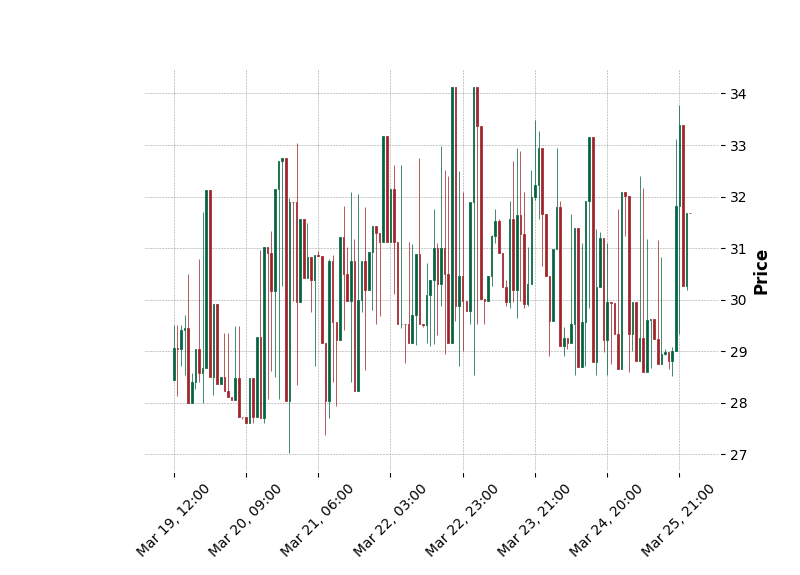 34
33
32
31
30
29
28
27
Price
Mar 19, 12:00
Mar 20, 09:00
Mar 21, 06:00
Mar 22, 03:00
Mar 22, 23:00
Mar 23, 21:00
Mar 24, 20:00
Mar 25, 21:00